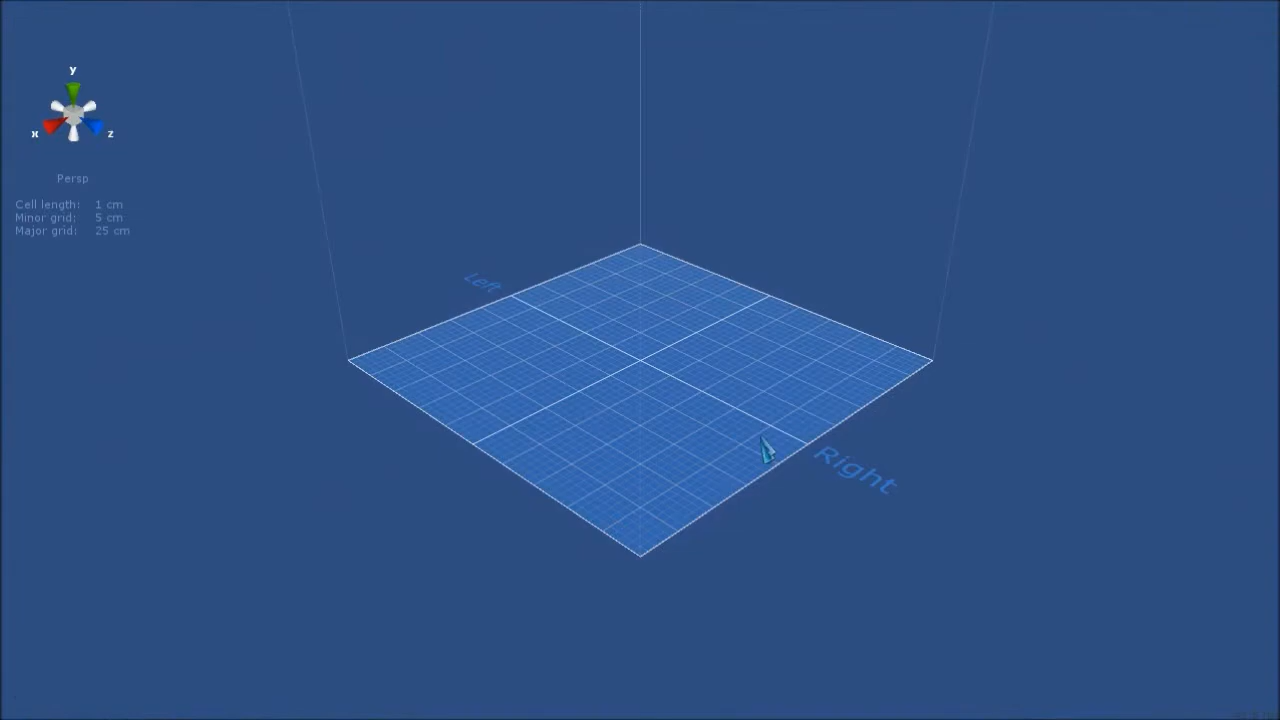 y
x
z
Persp
Cell length: 1 cm
Minor grid: 5 cm
Major grid: 25 cm
Left
Right